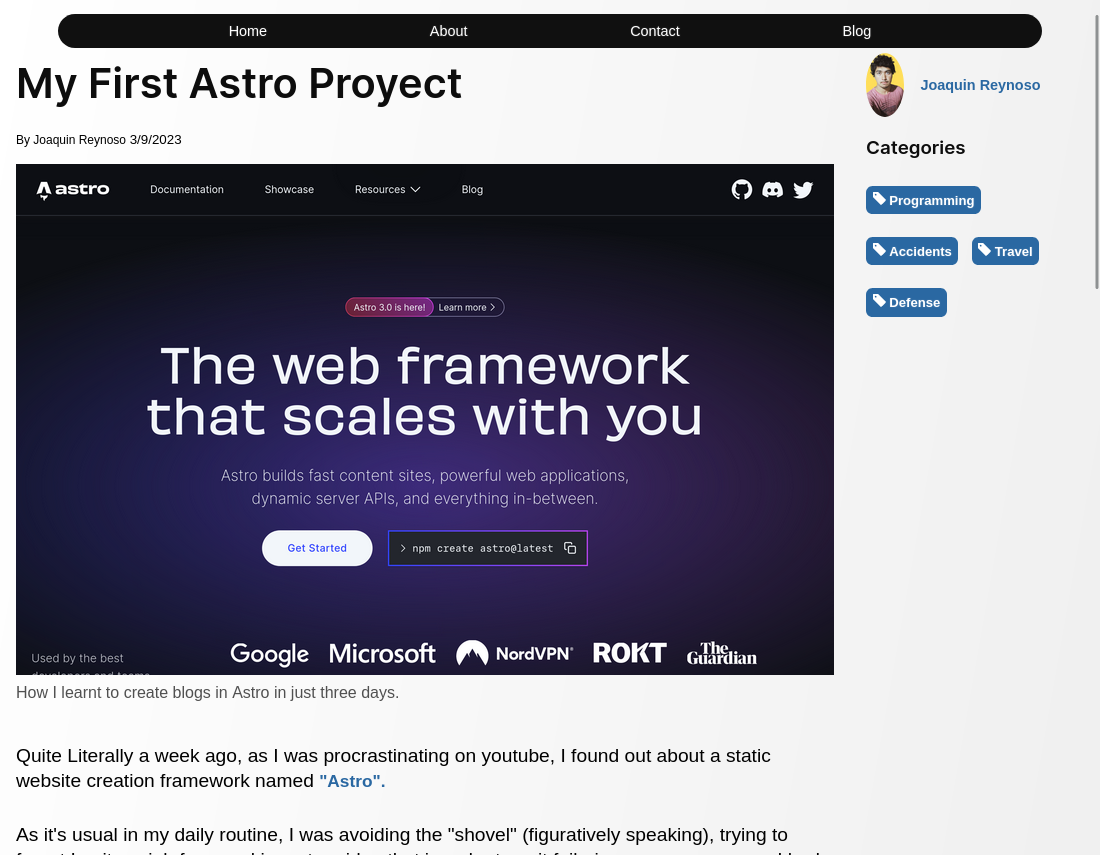 Home About Contact Blog
My First Astro Proyect
By Joaquin Reynoso 3/9/2023
astro Documentation Showcase Resources Blog
Astro 3.0 is here! Learn more
The web framework
that scales with you
Astro builds fast content sites, powerful web applications,
dynamic server APIs, and everything in-between.
Get Started
npm create astro@latest
Used by the best
developers and teams
Google Microsoft NordVPN® ROKT The Guardian
How I learnt to create blogs in Astro in just three days.
Quite Literally a week ago, as I was procrastinating on youtube, I found out about a static
website creation framework named "Astro".
As it's usual in my daily routine, I was avoiding the "shovel" (figuratively speaking), trying to
Joaquin Reynoso
Categories
Programming
Accidents Travel
Defense